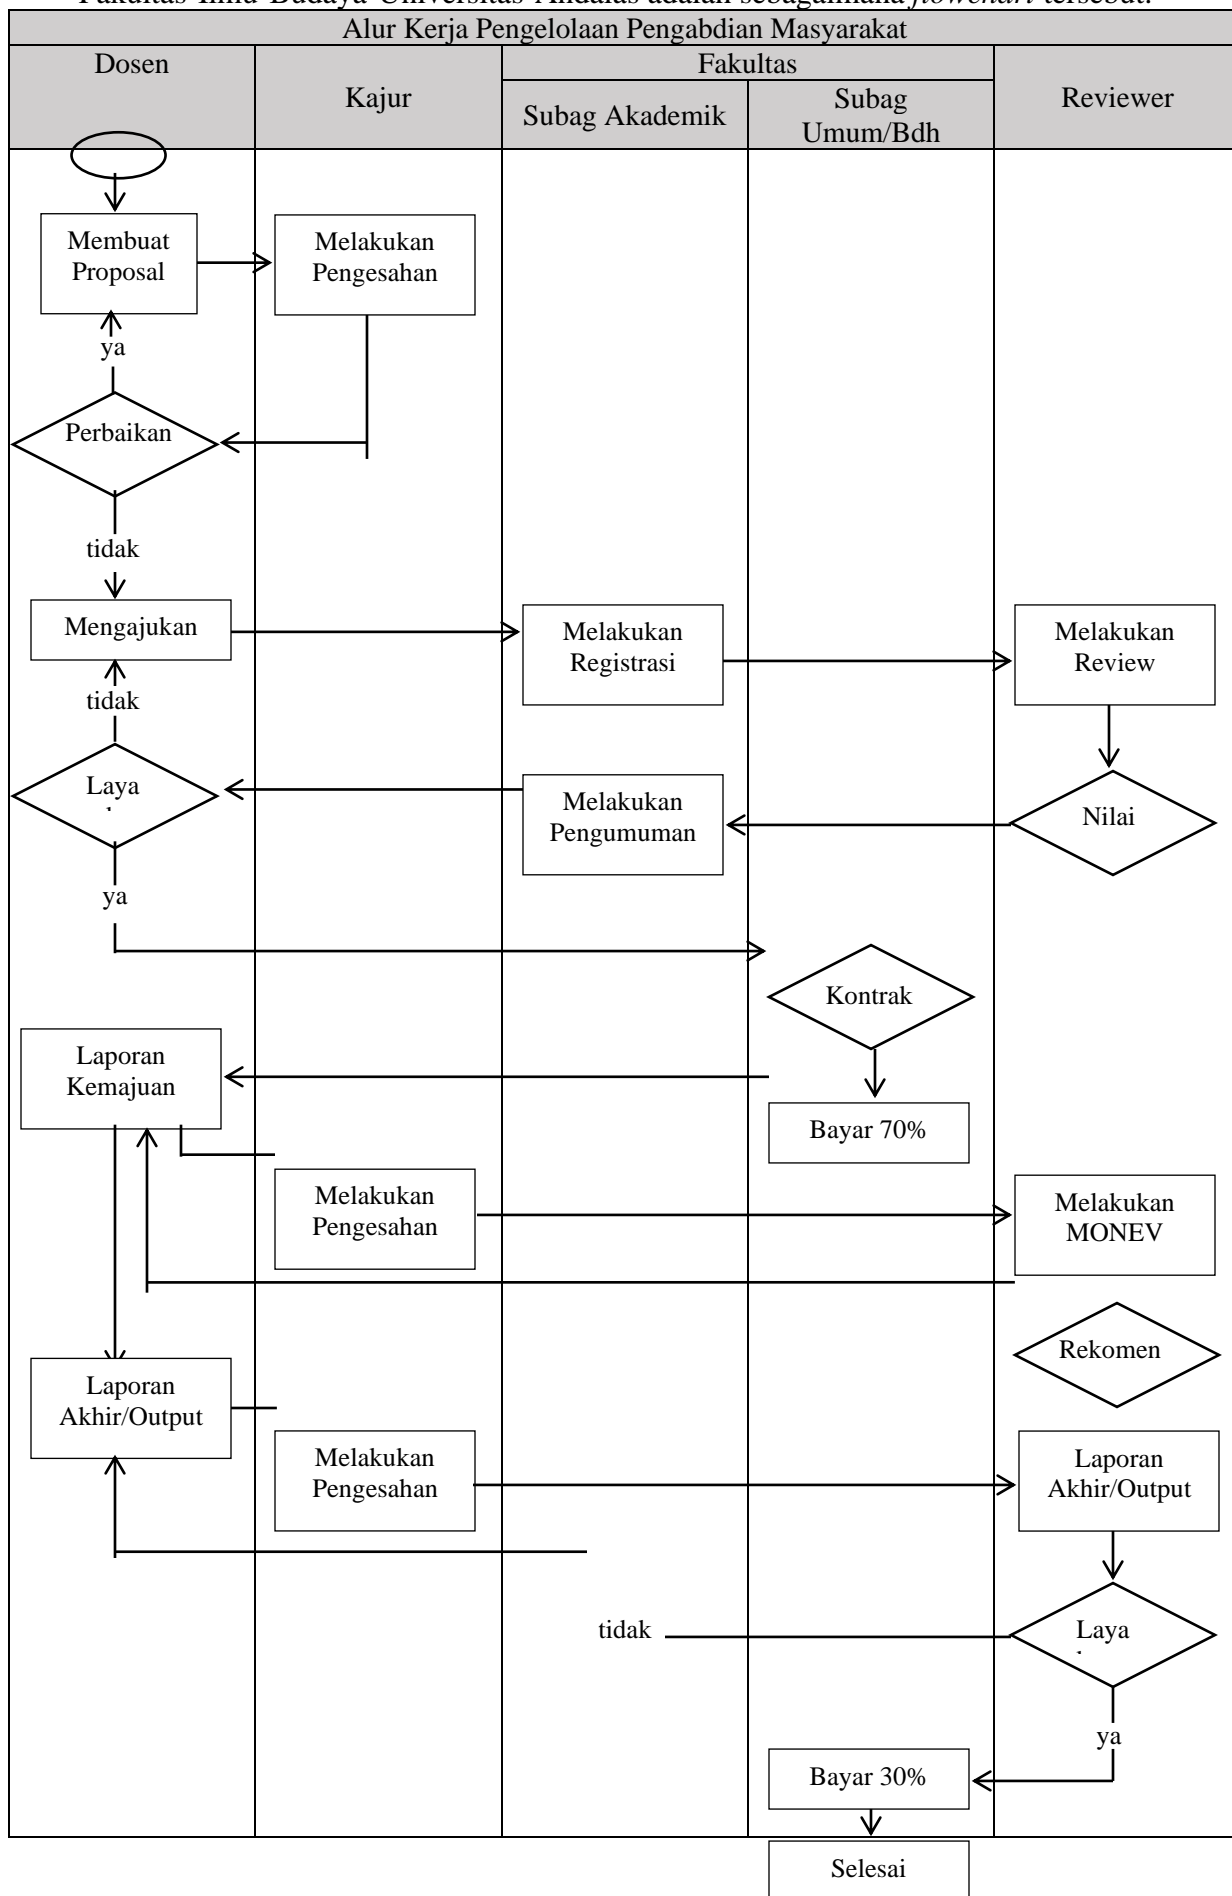 Fakultas Ilmu Budaya Universitas Andalas adalah sebagaimana flowchart tersebut.
Alur Kerja Pengelolaan Pengabdian Masyarakat
Dosen
Kajur
Fakultas
Subag Akademik
Subag
Umum/Bdh
Reviewer
Membuat
Proposal
Melakukan
Pengesahan
ya
Perbaikan
tidak
Mengajukan
Melakukan
Registrasi
Melakukan
Review
tidak
Laya
Melakukan
Pengumuman
Nilai
ya
Kontrak
Laporan
Kemajuan
Bayar 70%
Melakukan
Pengesahan
Melakukan
MONEV
Rekomen
Laporan
Akhir/Output
Melakukan
Pengesahan
Laporan
Akhir/Output
tidak
Laya
ya
Bayar 30%
Selesai